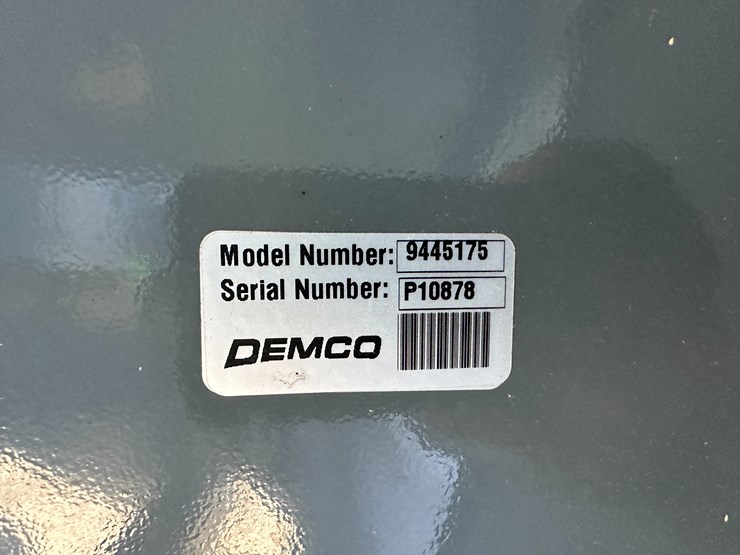 Model Number: 9445175
Serial Number: P10878
DEMCO